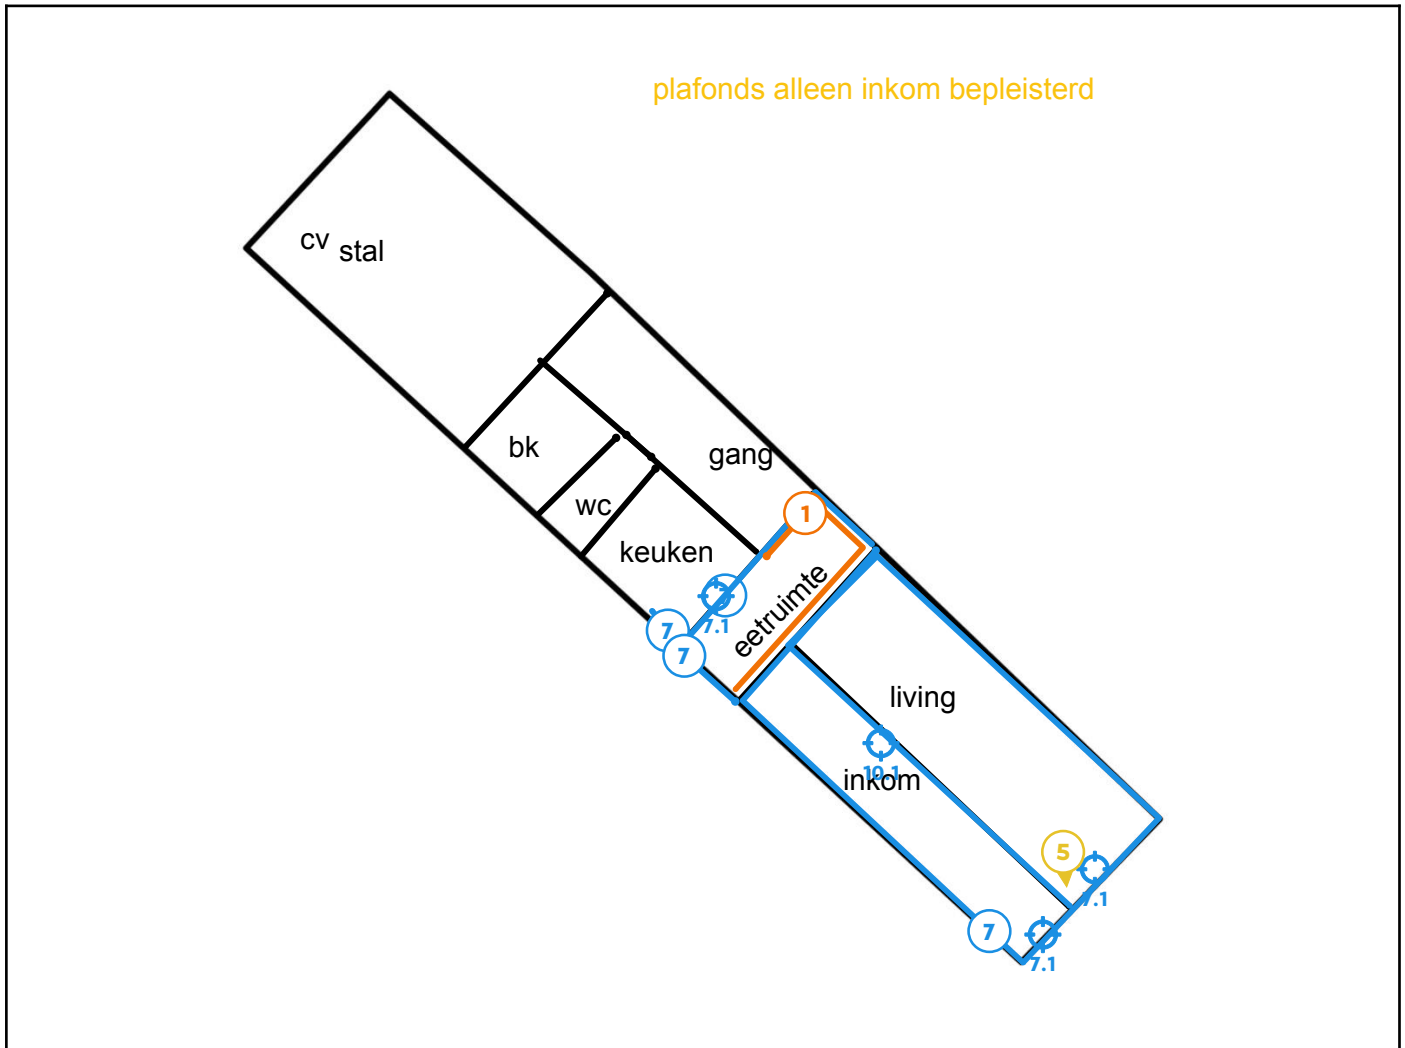 plafonds alleen inkom bepleisterd
cv stal
bk
gang
wc
1
keuken
eetruimte
7.1
7
7
living
10.1
inkom
5
7.1
7
7.1